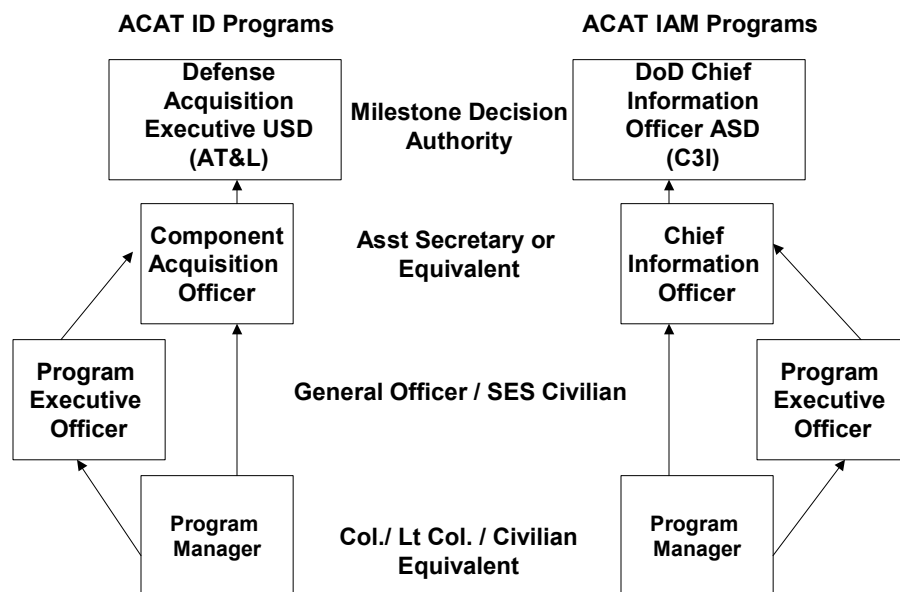 ACAT ID Programs
ACAT IAM Programs
Defense
Acquisition
Executive USD
(AT&L)
Milestone Decision
Authority
DoD Chief
Information
Officer ASD
(C3I)
Component
Acquisition
Officer
Asst Secretary or
Equivalent
Chief
Information
Officer
Program
Executive
Officer
General Officer / SES Civilian
Program
Executive
Officer
Program
Manager
Col./ Lt Col. / Civilian
Equivalent
Program
Manager